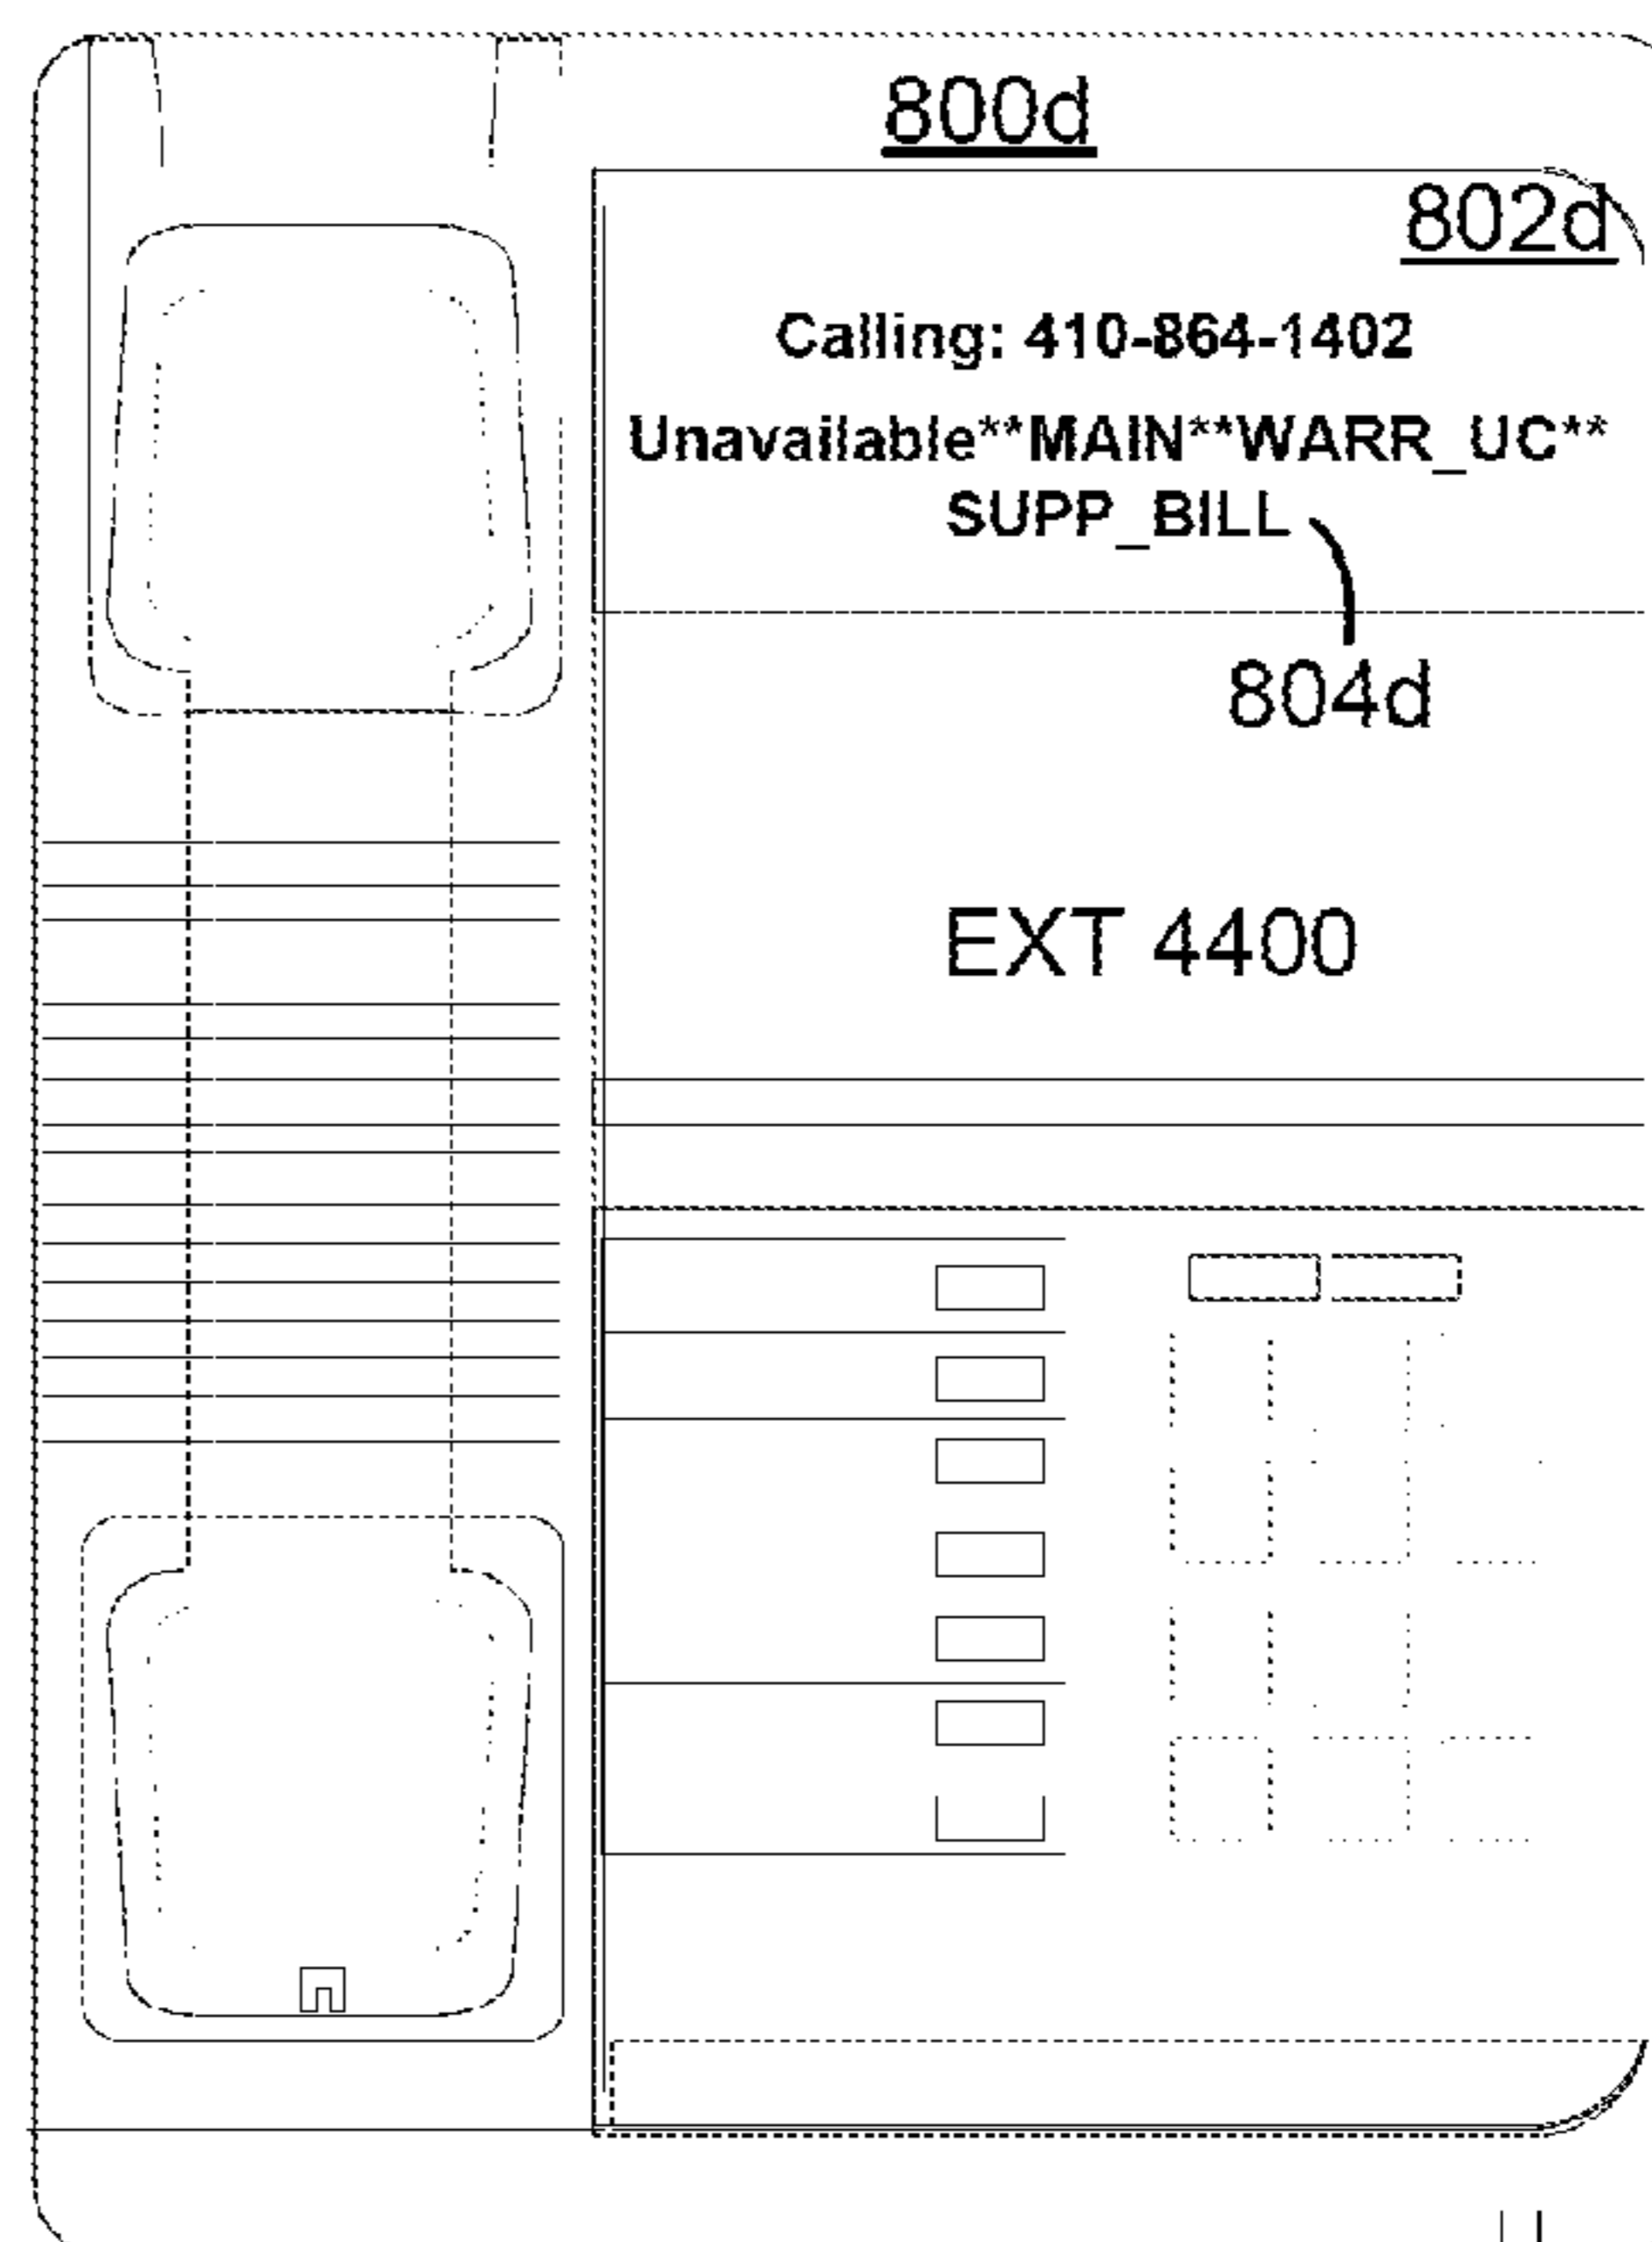 800d
802d
Calling: 410-864-1402
Unavailable**MAIN**WARR_UC**
SUPP_BILL
804d
EXT 4400